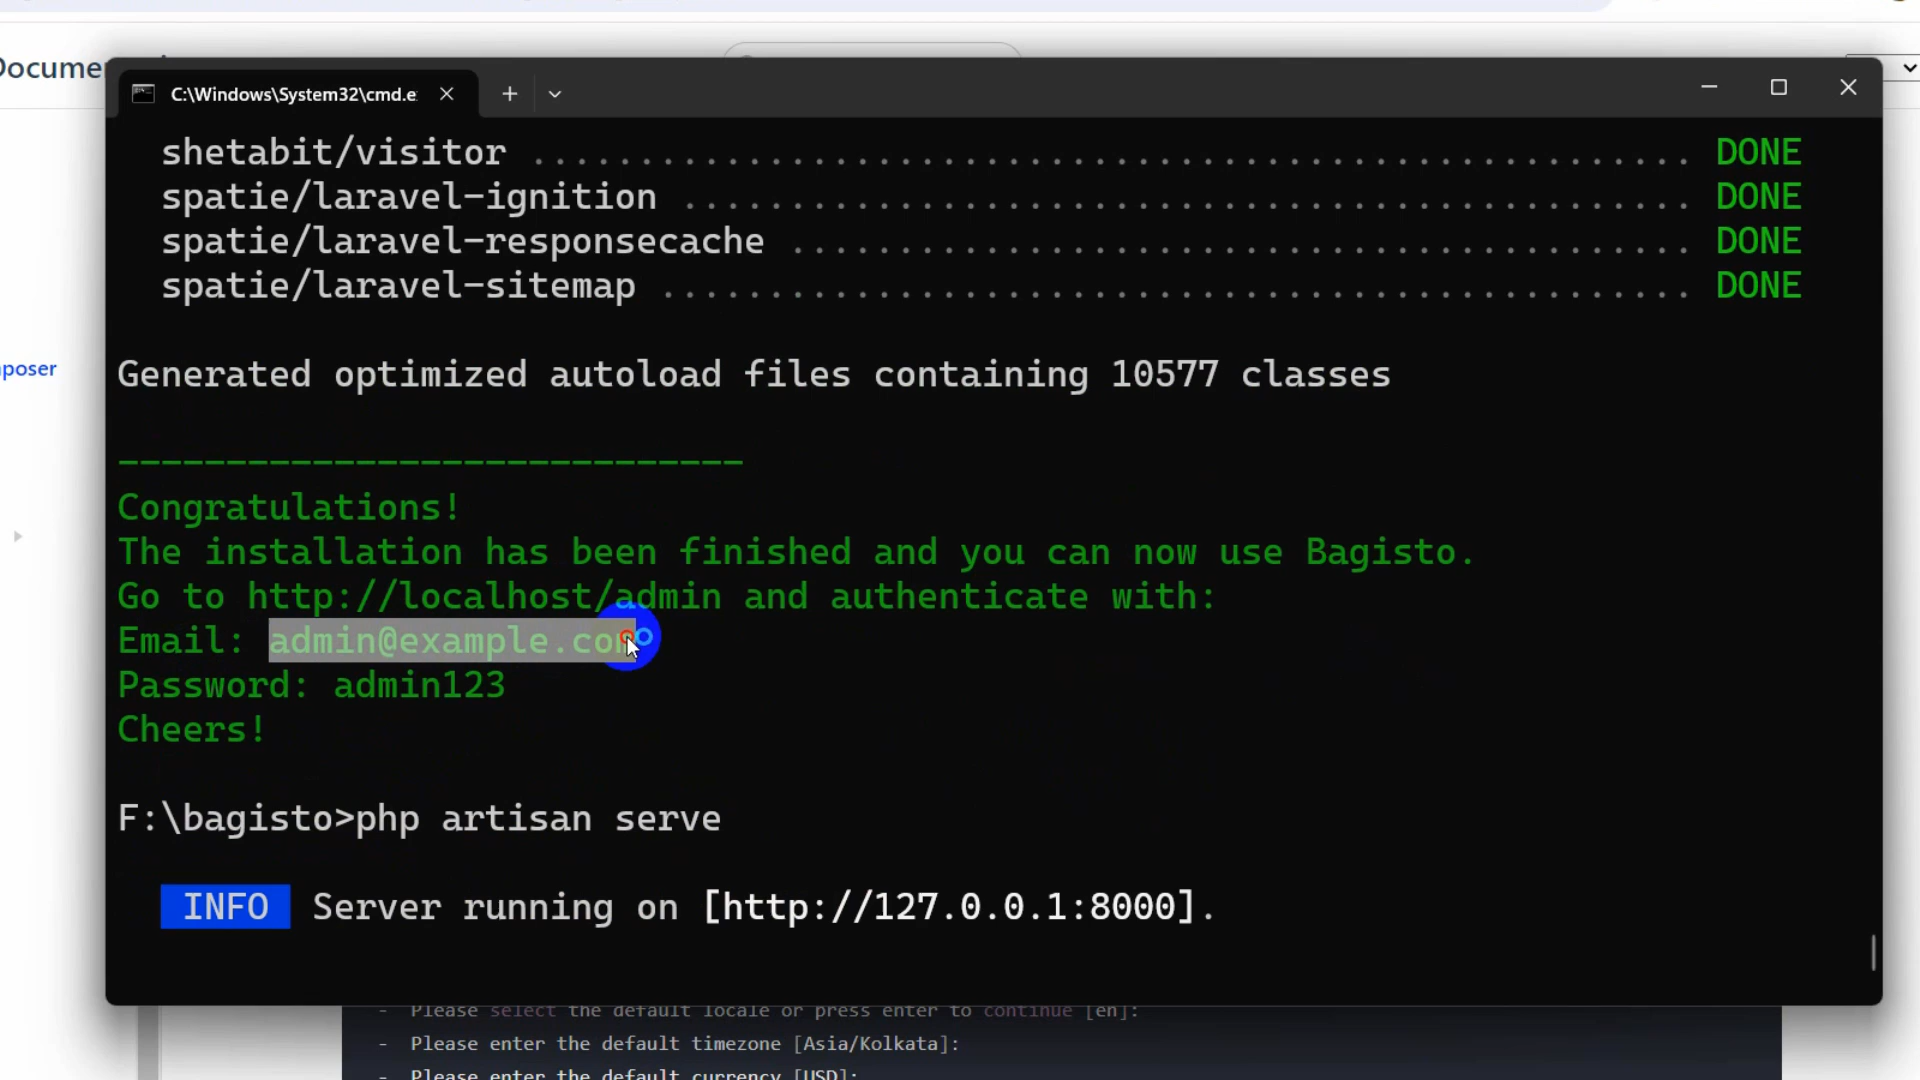 C:\Windows\System32\cmd.e
shetabit/visitor ...................................................... DONE
spatie/laravel-ignition ............................................... DONE
spatie/laravel-responsecache .......................................... DONE
spatie/laravel-sitemap ................................................ DONE
Generated optimized autoload files containing 10577 classes
-----------------------------
Congratulations!
The installation has been finished and you can now use Bagisto.
Go to http://localhost/admin and authenticate with:
Email: admin@example.com
Password: admin123
Cheers!
F:\bagisto>php artisan serve
INFO Server running on [http://127.0.0.1:8000].
- Please select the default locale or press enter to continue [en]:
- Please enter the default timezone [Asia/Kolkata]:
- Please enter the default currency [USD]: